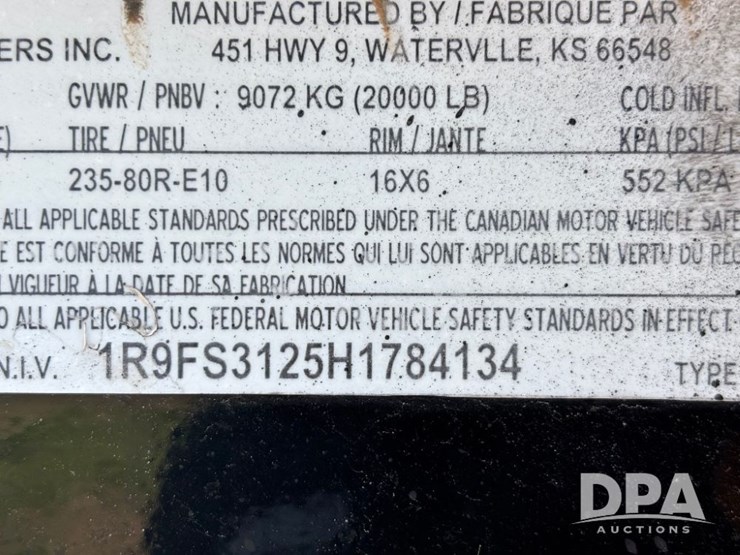 MANUFACTURED BY / FABRIQUE PAR
ERS INC. 451 HWY 9, WATERVLLE, KS 66548
GVWR / PNBV : 9072 KG (20000 LB) COLD INFL.
TIRE / PNEU RIM / JANTE KPA (PSI / L
235-80R-E10 16X6 552 KPA
ALL APPLICABLE STANDARDS PRESCRIBED UNDER THE CANADIAN MOTOR VEHICLE SAFE
E EST CONFORME À TOUTES LES NORMES QUI LUI SONT APPLICABLES EN VERTU DU REG
VIGUEUR À LA DATE DE SA FABRICATION
O ALL APPLICABLE U.S. FEDERAL MOTOR VEHICLE SAFETY STANDARDS IN EFFECT
N.I.V. 1R9FS3125H1784134 TYPE
DPA
AUCTIONS